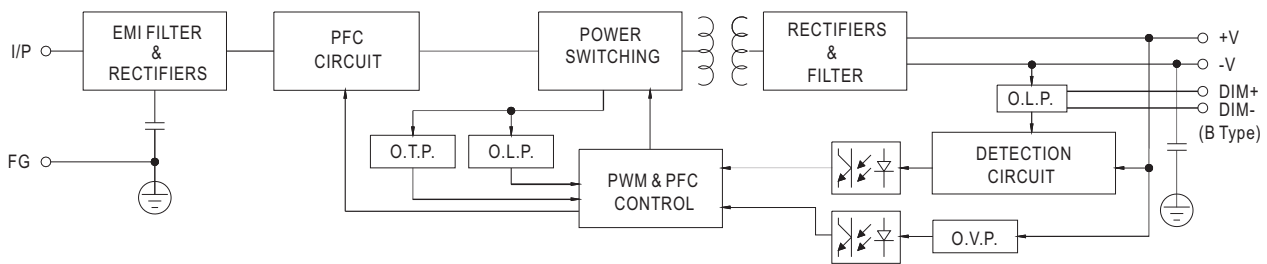 I/P
EMI FILTER
&
RECTIFIERS
PFC
CIRCUIT
POWER
SWITCHING
RECTIFIERS
&
FILTER
+V
-V
DIM+
DIM-
(B Type)
O.L.P.
FG
O.T.P.
O.L.P.
PWM & PFC
CONTROL
DETECTION
CIRCUIT
O.V.P.